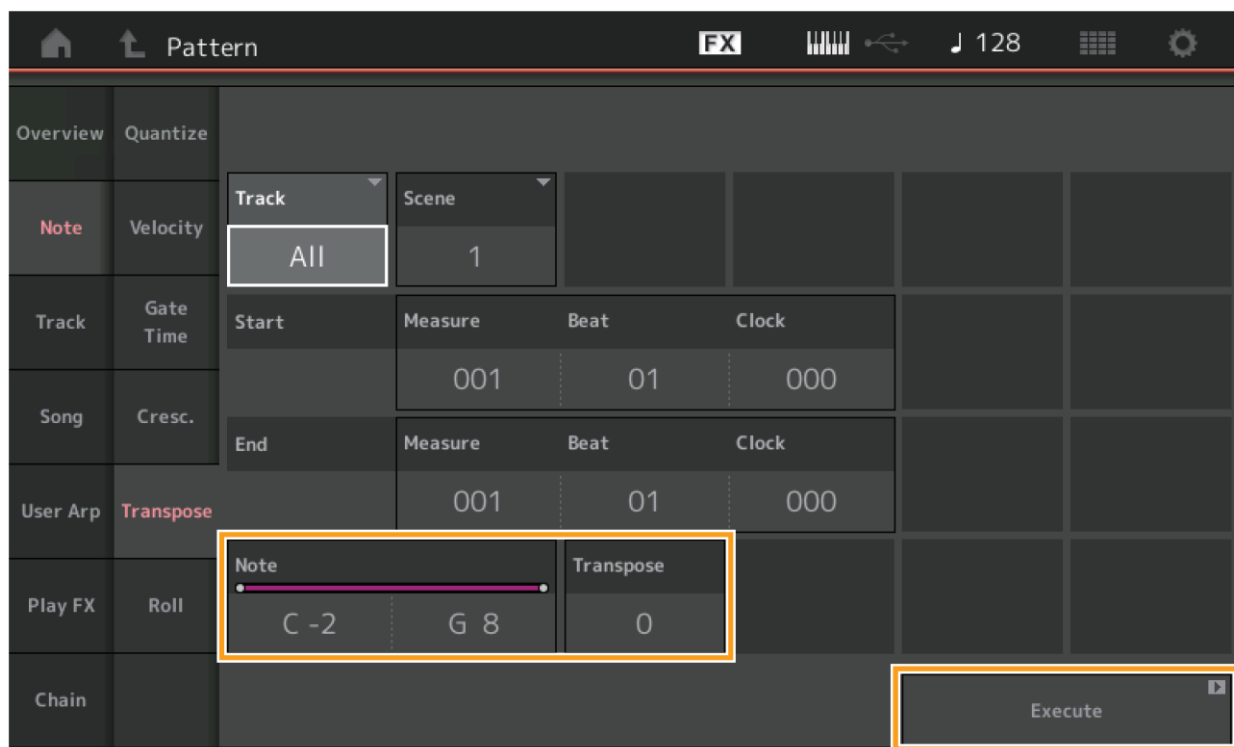 Pattern
FX
♩ 128
Overview
Quantize
Note
Velocity
Track
Gate
Time
Song
Cresc.
User Arp
Transpose
Play FX
Roll
Chain
Track
All
Scene
1
Start
Measure Beat Clock
001 01 000
End
Measure Beat Clock
001 01 000
Note
C -2 G 8
Transpose
0
Execute